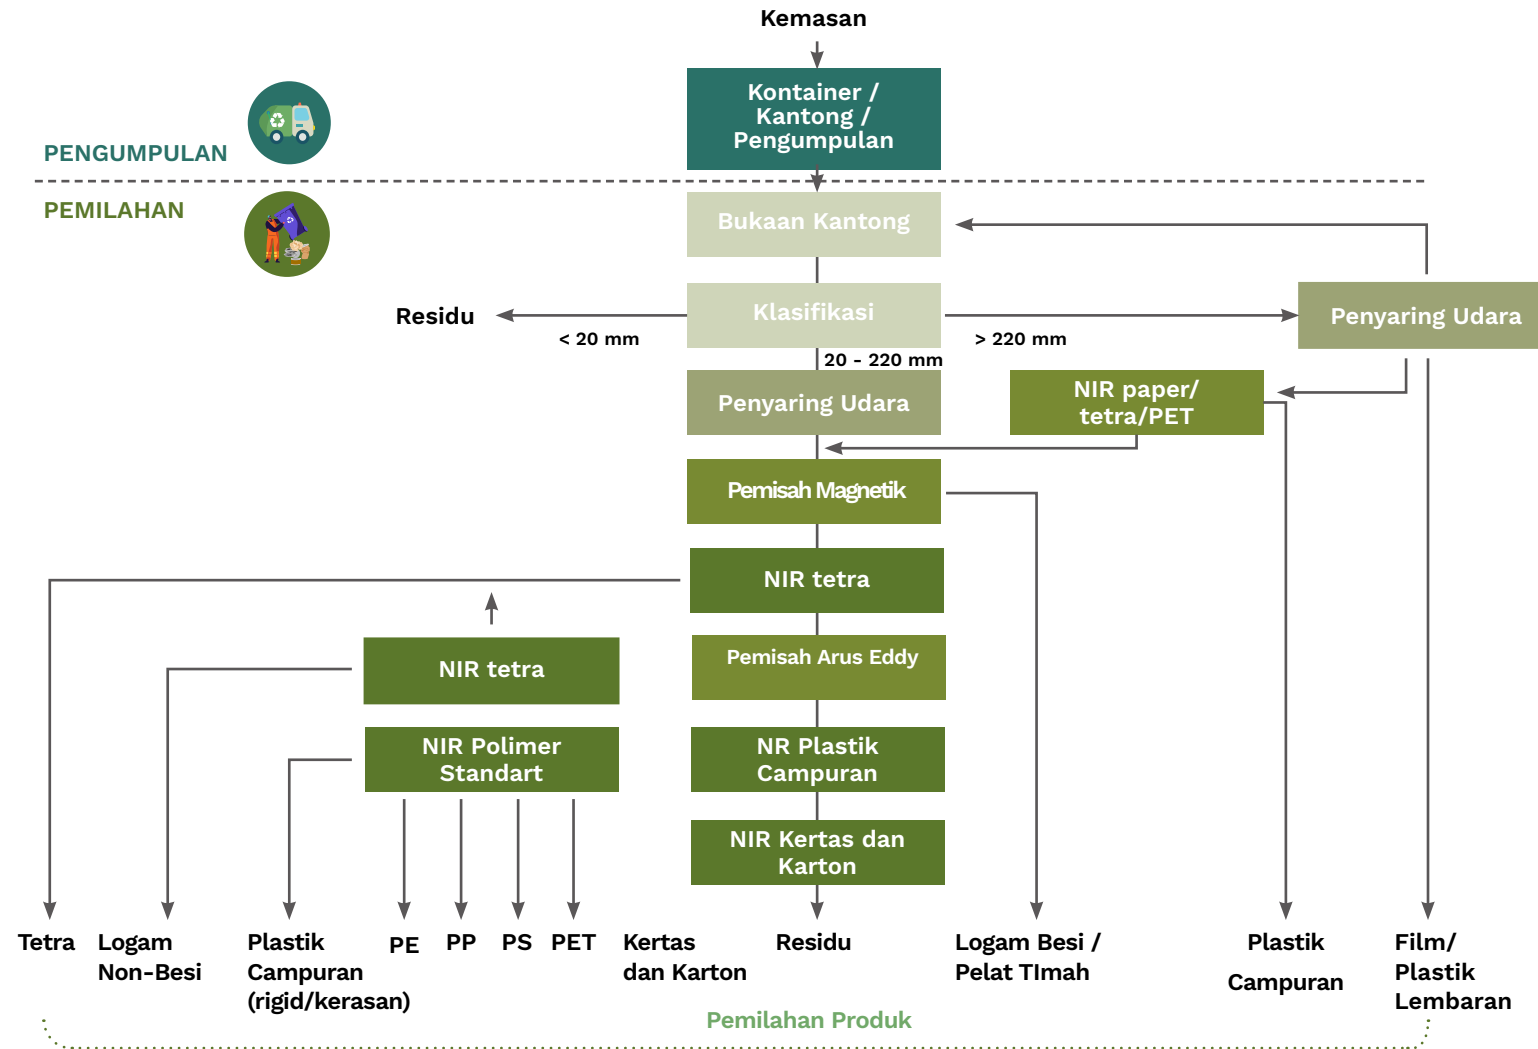 Kemasan
Kontainer /
Kantong /
Pengumpulan
PENGUMPULAN
PEMILAHAN
Bukaan Kantong
Residu
Klasifikasi
Penyaring Udara
< 20 mm
> 220 mm
20 - 220 mm
Penyaring Udara
NIR paper/
tetra/PET
Pemisah Magnetik
NIR tetra
NIR tetra
Pemisah Arus Eddy
NIR Polimer
Standart
NR Plastik
Campuran
NIR Kertas dan
Karton
Tetra
Logam
Non-Besi
Plastik
Campuran
(rigid/kerasan)
PE
PP
PS
PET
Kertas
dan Karton
Residu
Logam Besi /
Pelat TImah
Plastik
Campuran
Film/
Plastik
Lembaran
Pemilahan Produk